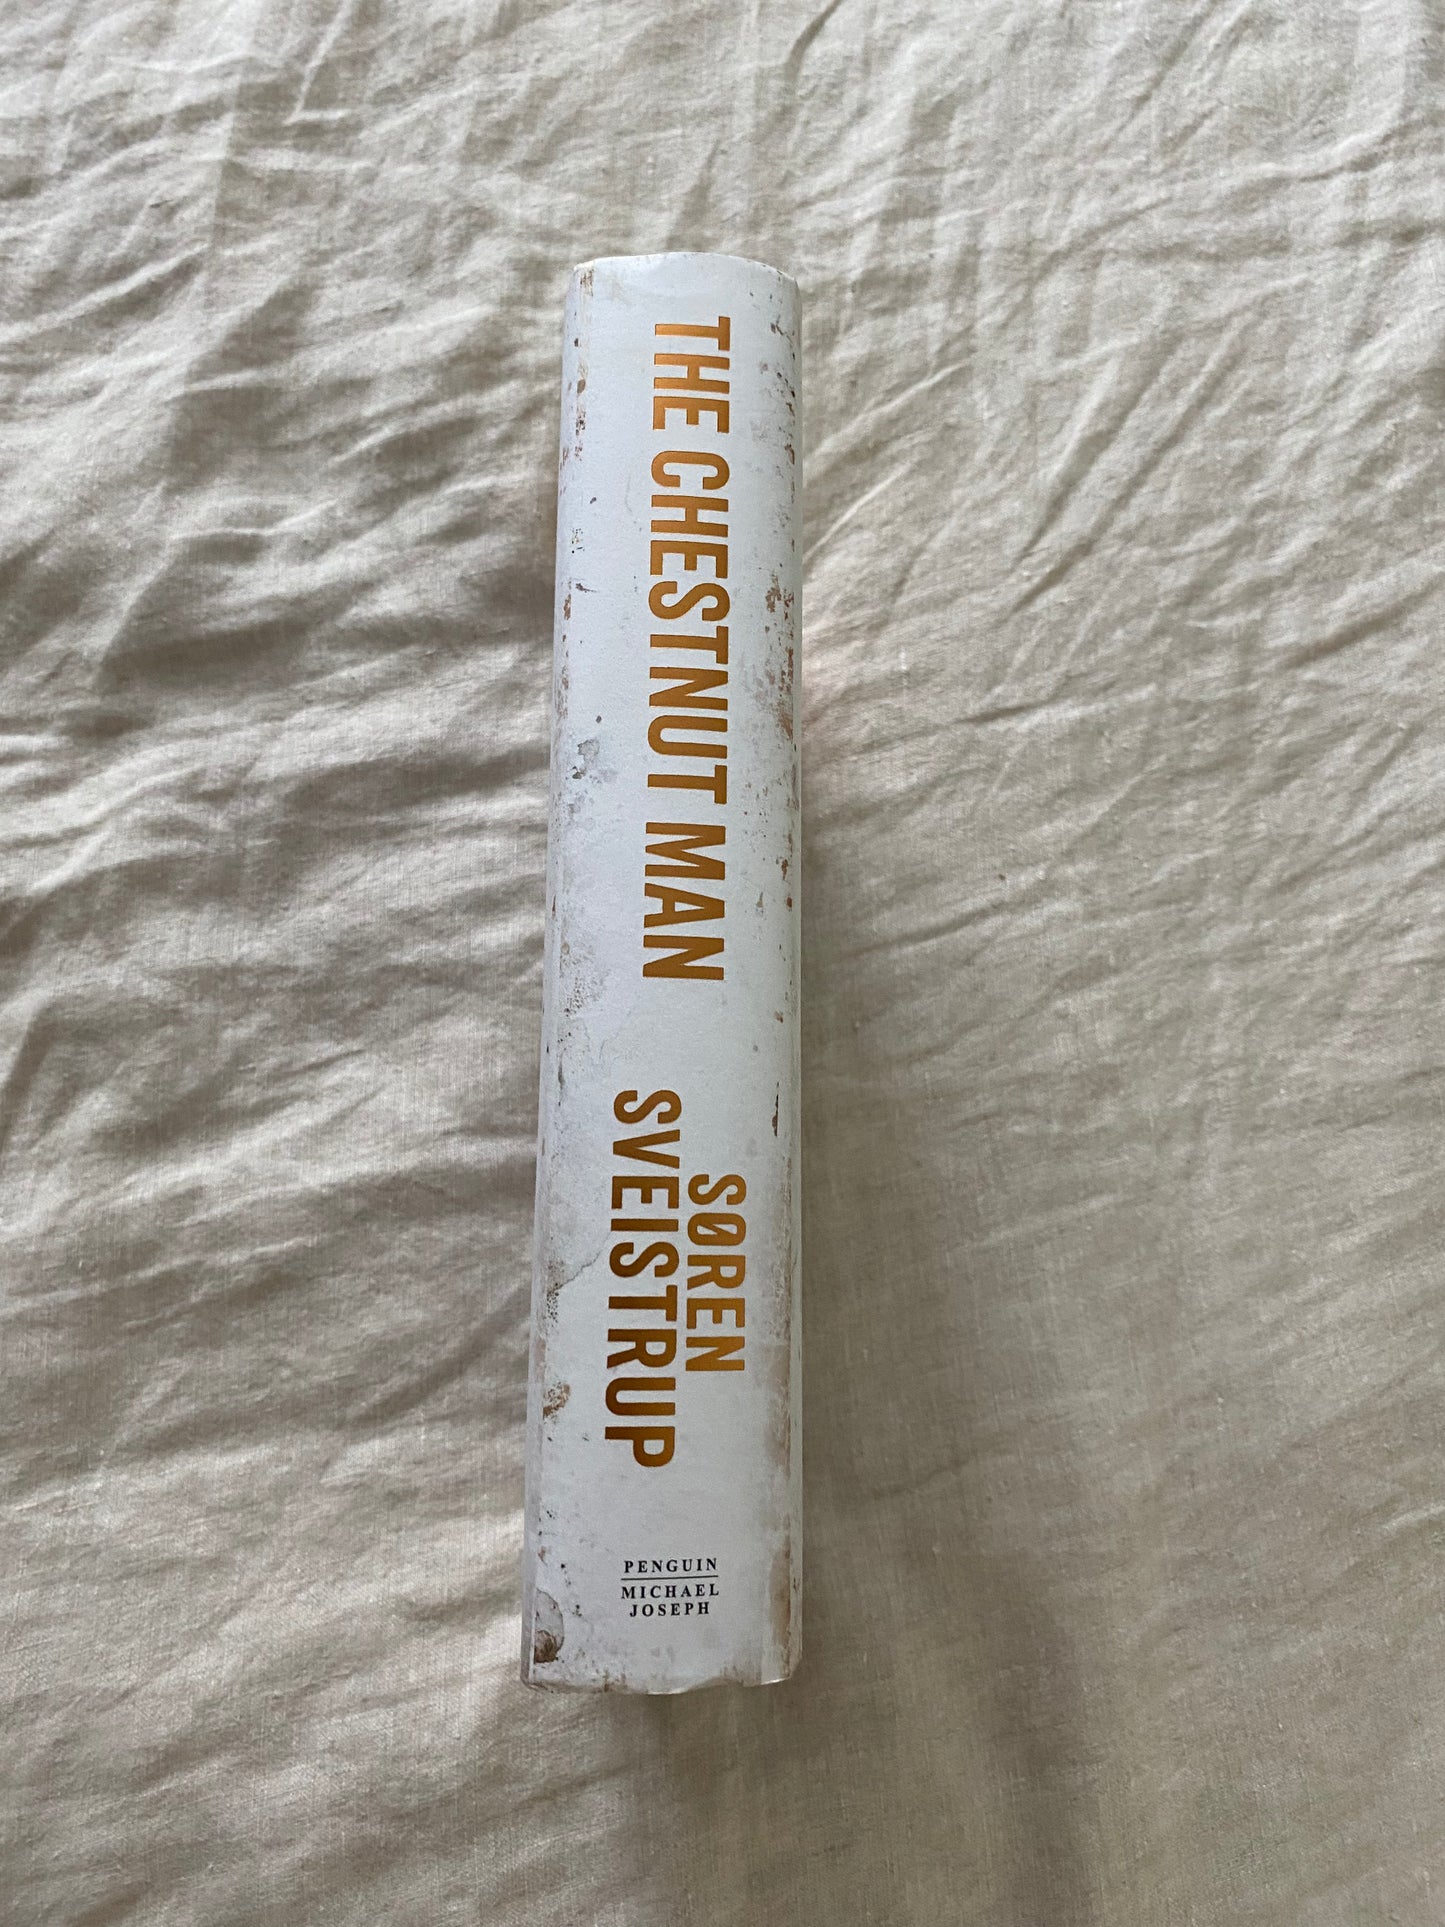 THE CHESTNUT MAN
SØREN
SVEISTRUP
PENGUIN
MICHAEL
JOSEPH